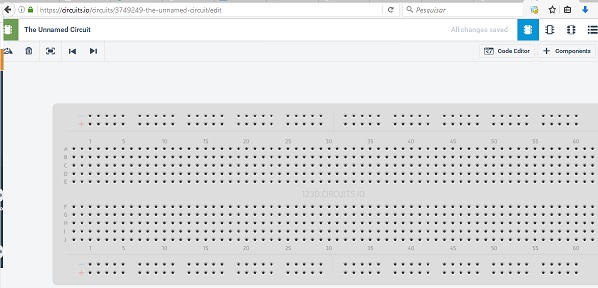 https://circuits.io/circuits/3749249-the-unnamed-circuit/edit
Pesquisar
The Unnamed Circuit
All changes saved
Code Editor
+ Components
1 5 10 15 20 25 30 35 40 45 50 55 60
A
B
C
D
E
123D.CIRCUITS.IO
F
G
H
I
J
1 5 10 15 20 25 30 35 40 45 50 55 60